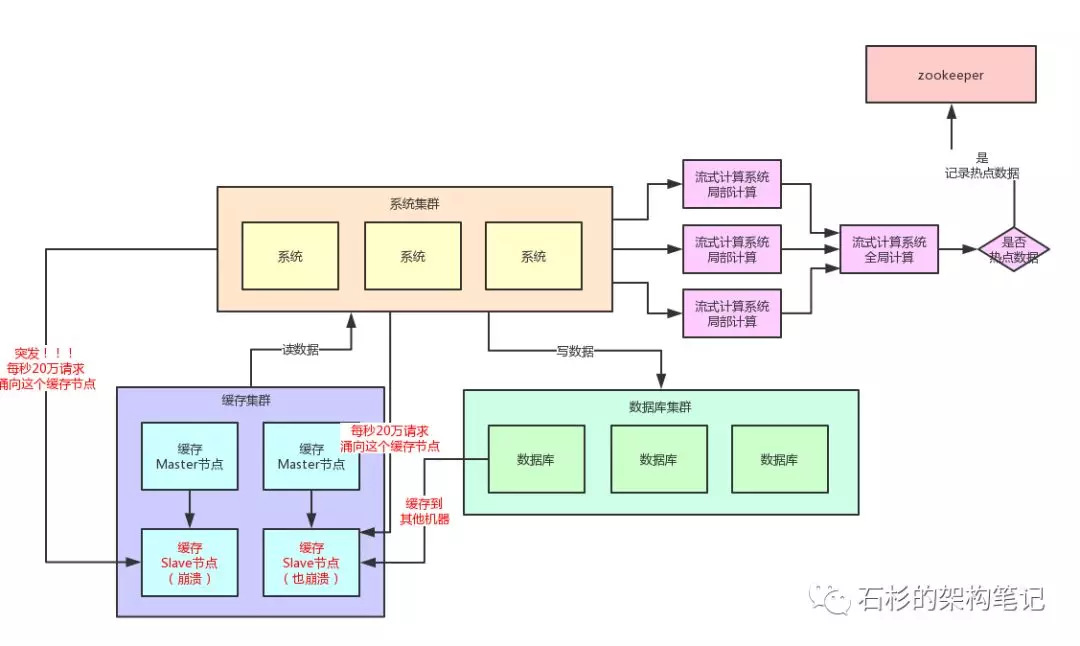 zookeeper
是
记录热点数据
流式计算系统
局部计算
系统集群
系统
系统
系统
流式计算系统
局部计算
流式计算系统
全局计算
是否
热点数据
流式计算系统
局部计算
突发！！！
每秒20万请求
涌向这个缓存节点
读数据
写数据
缓存集群
数据库集群
缓存
Master节点
缓存
Master节点
每秒20万请求
涌向这个缓存节点
数据库
数据库
数据库
缓存到
其他机器
缓存
Slave节点
（崩溃）
缓存
Slave节点
（也崩溃）
石杉的架构笔记